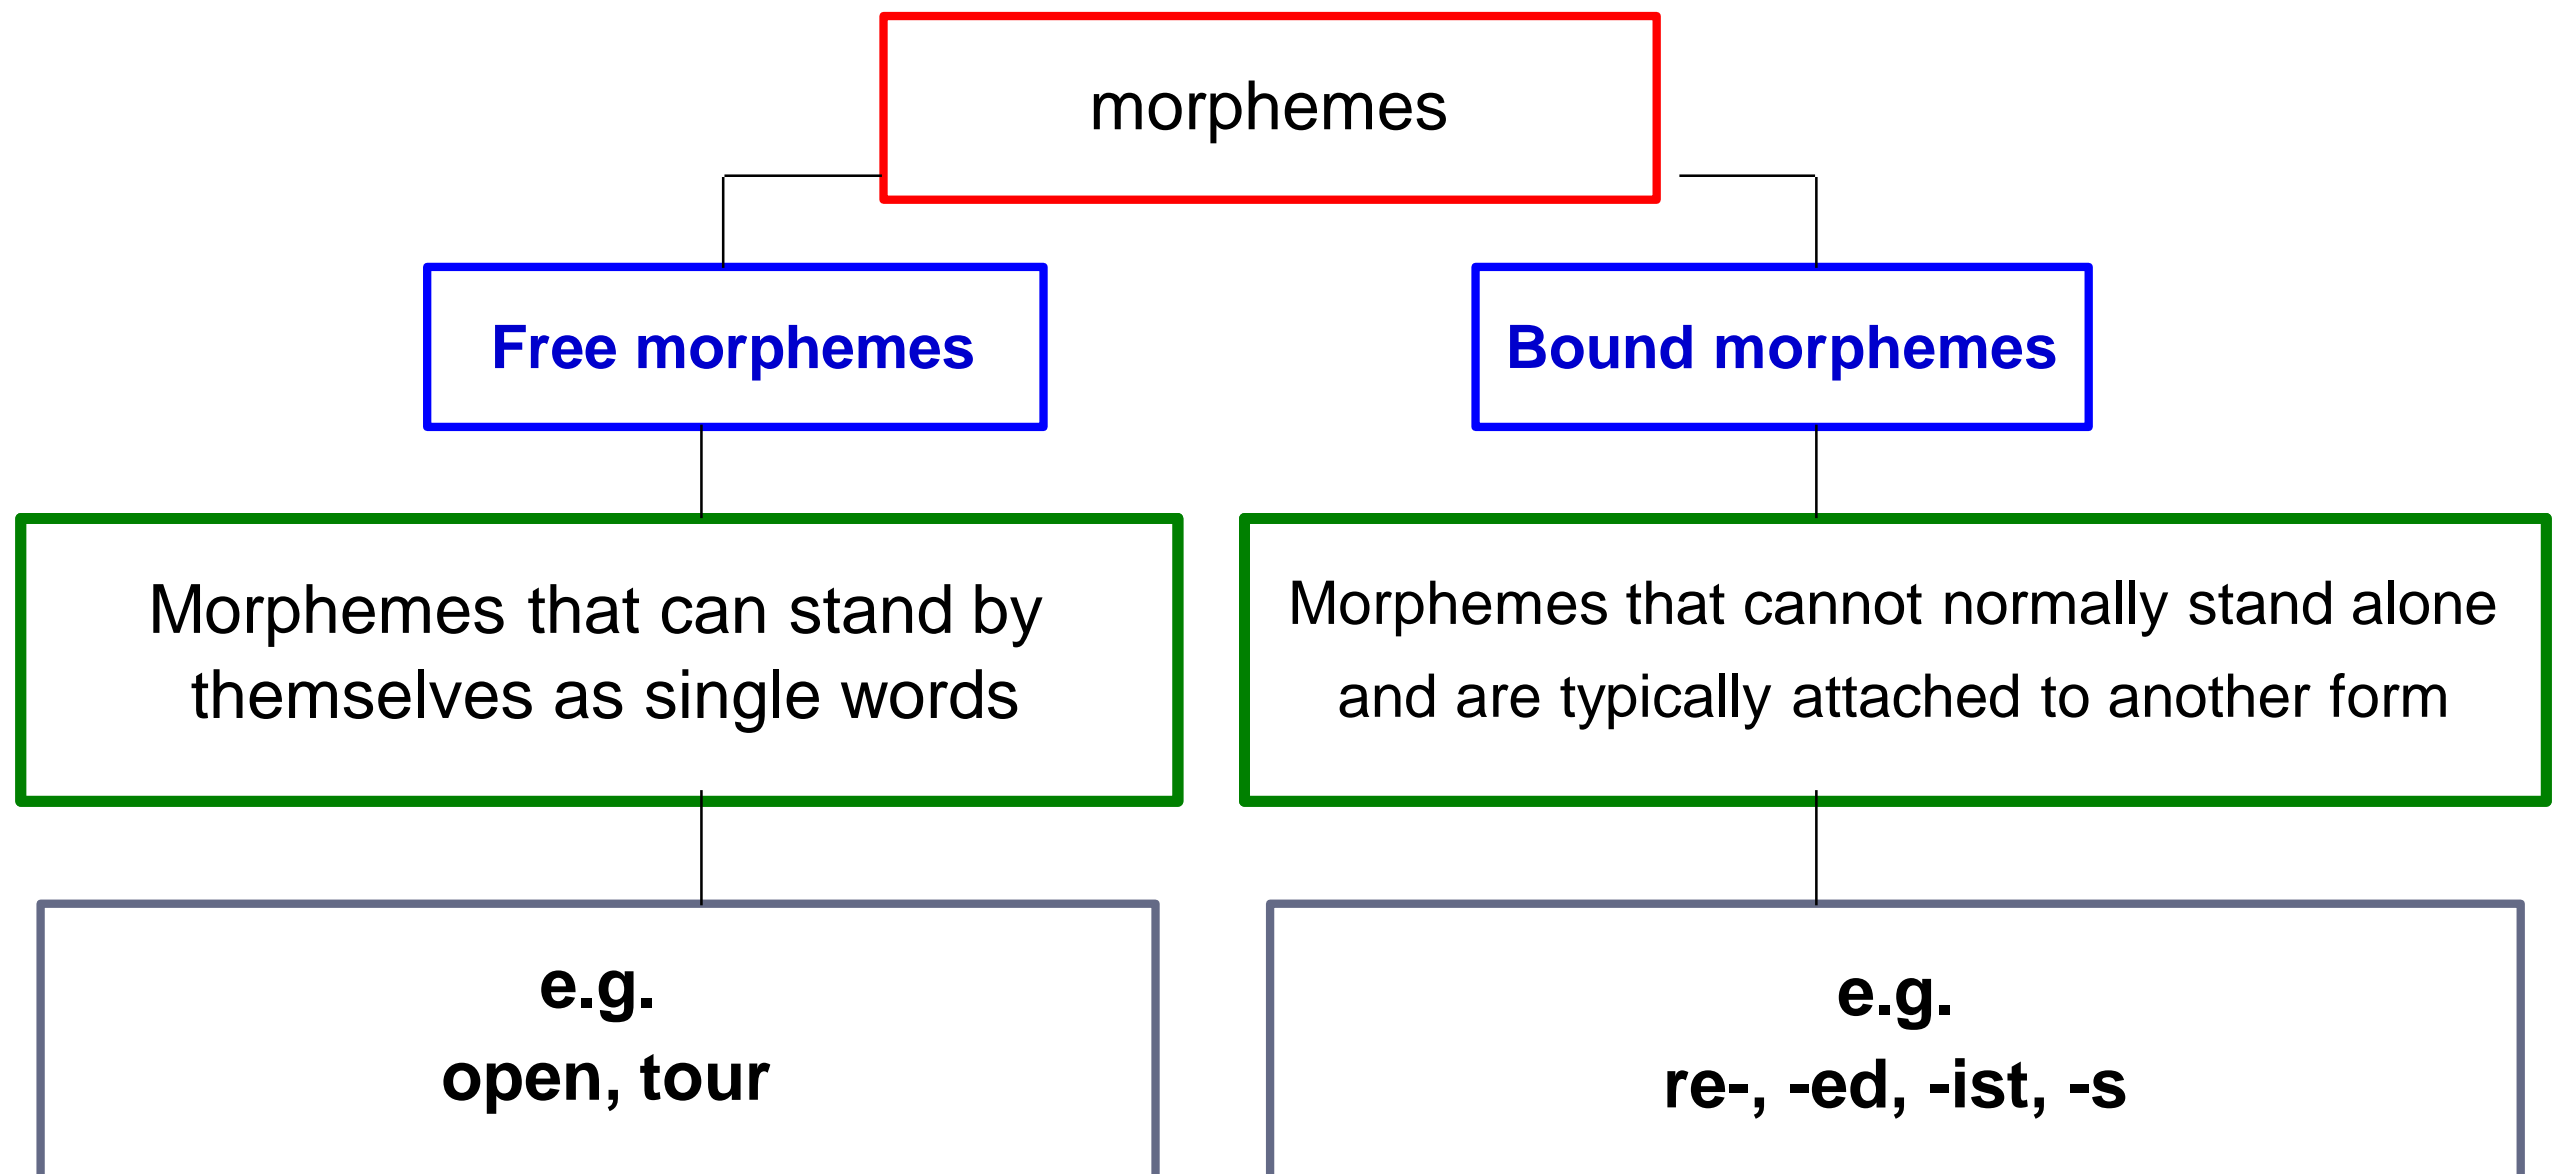 morphemes
Free morphemes
Bound morphemes
Morphemes that can stand by
themselves as single words
Morphemes that cannot normally stand alone
and are typically attached to another form
e.g.
open, tour
e.g.
re-, -ed, -ist, -s